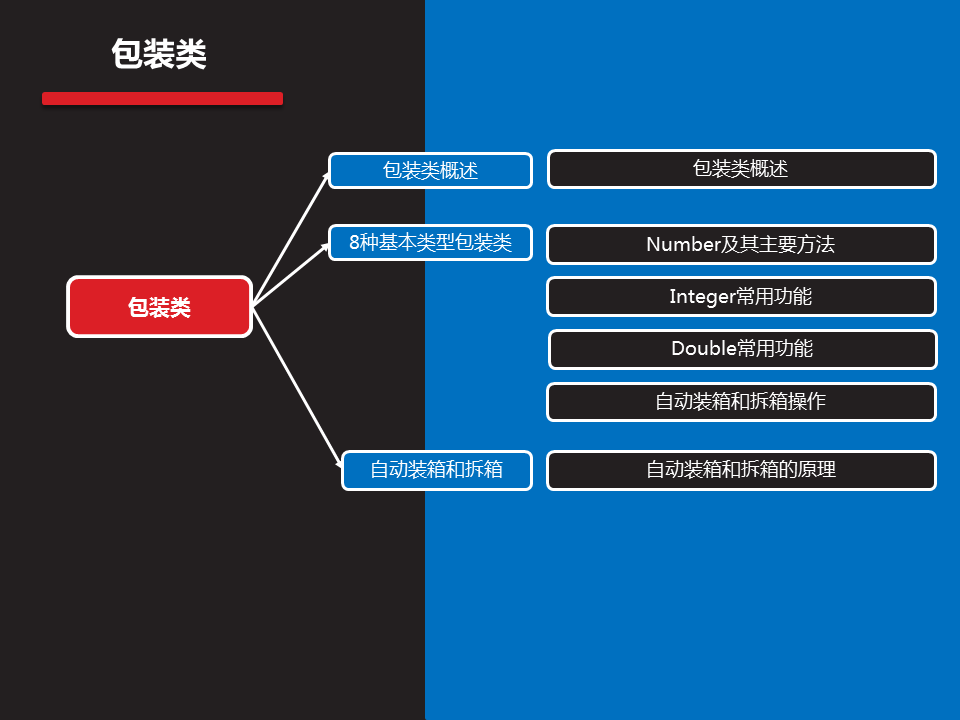 包装类
包装类概述
包装类概述
8种基本类型包装类
Number及其主要方法
Integer常用功能
包装类
Double常用功能
自动装箱和拆箱操作
自动装箱和拆箱
自动装箱和拆箱的原理